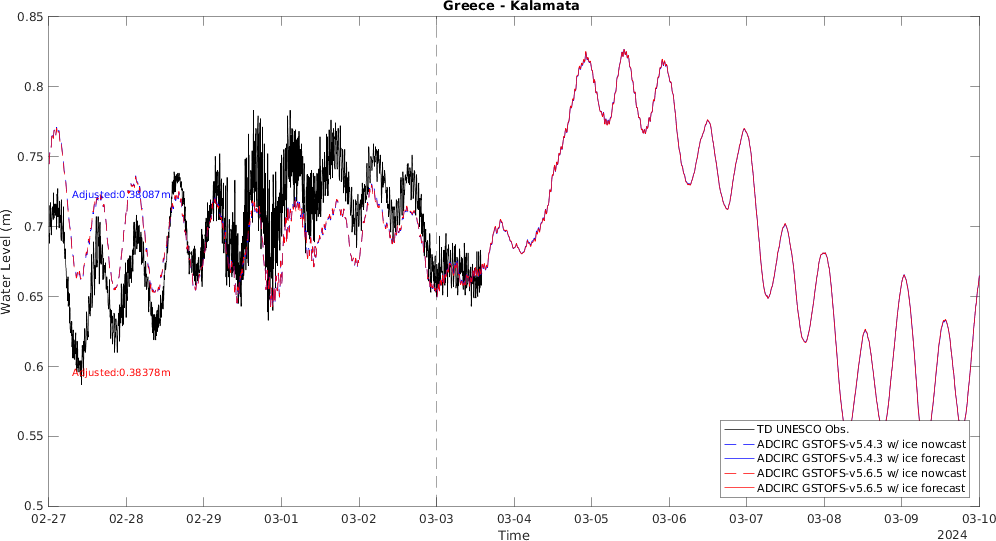 Greece - Kalamata
0.85
0.8
0.75
0.7
0.65
0.6
0.55
0.5
Water Level (m)
Adjusted:0.38087m
Adjusted:0.38378m
TD UNESCO Obs.
ADCIRC GSTOFS-v5.4.3 w/ ice nowcast
ADCIRC GSTOFS-v5.4.3 w/ ice forecast
ADCIRC GSTOFS-v5.6.5 w/ ice nowcast
ADCIRC GSTOFS-v5.6.5 w/ ice forecast
02-27 02-28 02-29 03-01 03-02 03-03 03-04 03-05 03-06 03-07 03-08 03-09 03-10
Time
2024